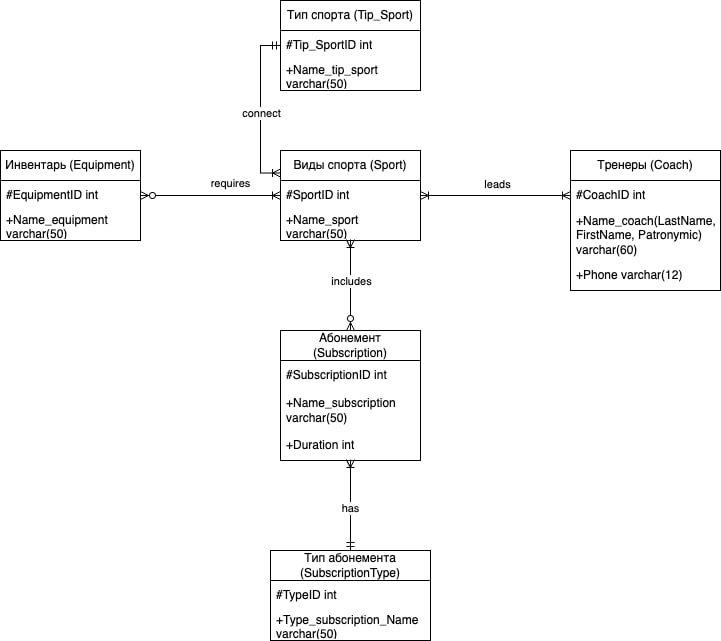 Тип спорта (Tip_Sport)
#Tip_SportID int
+Name_tip_sport
varchar(50)
connect
Инвентарь (Equipment)
#EquipmentID int
+Name_equipment
varchar(50)
requires
Виды спорта (Sport)
#SportID int
+Name_sport
varchar(50)
leads
Тренеры (Coach)
#CoachID int
+Name_coach(LastName,
FirstName, Patronymic)
varchar(60)
+Phone varchar(12)
includes
Абонемент
(Subscription)
#SubscriptionID int
+Name_subscription
varchar(50)
+Duration int
has
Тип абонемента
(SubscriptionType)
#TypeID int
+Type_subscription_Name
varchar(50)